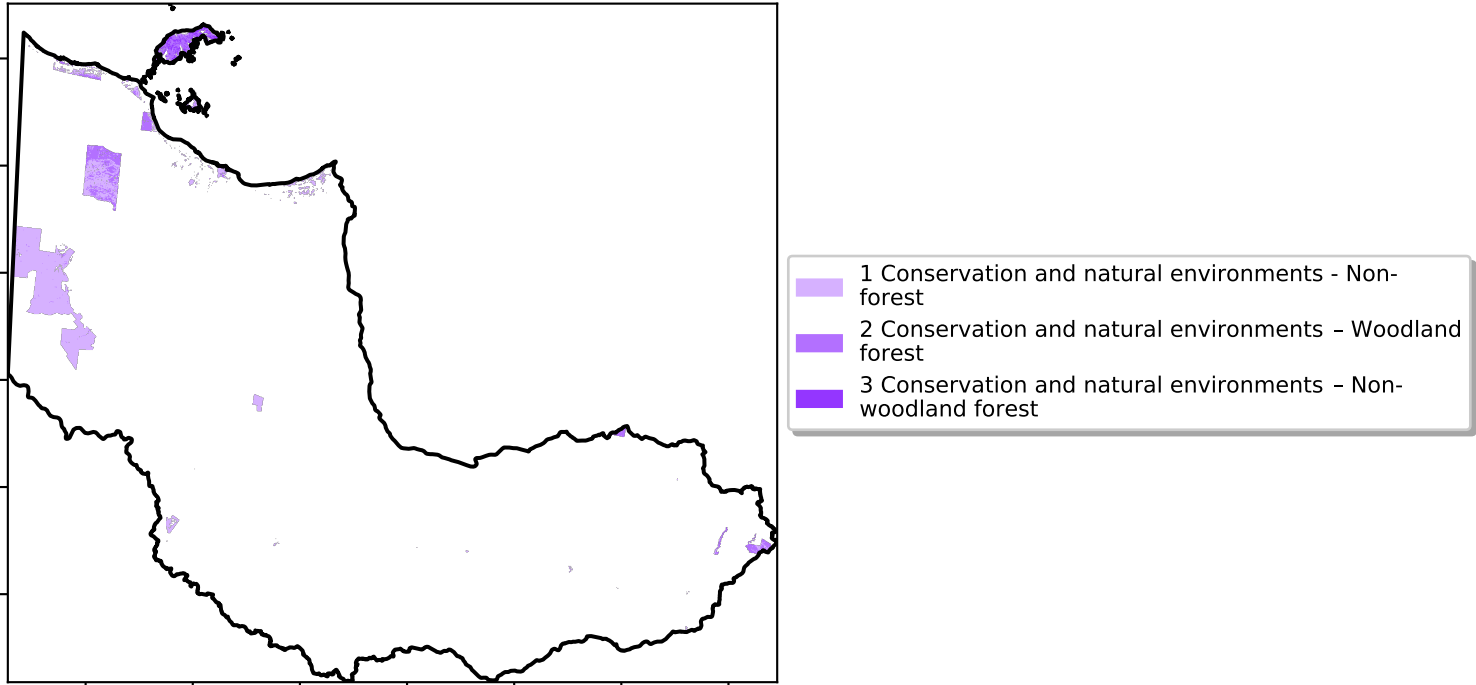 1 Conservation and natural environments - Non-
forest
2 Conservation and natural environments – Woodland
forest
3 Conservation and natural environments – Non-
woodland forest